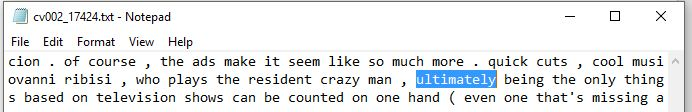 cv002_17424.txt - Notepad
File Edit Format View Help
cion . of course , the ads make it seem like so much more . quick cuts , cool musi
ovanni ribisi , who plays the resident crazy man , ultimately being the only thing
s based on television shows can be counted on one hand ( even one that's missing a